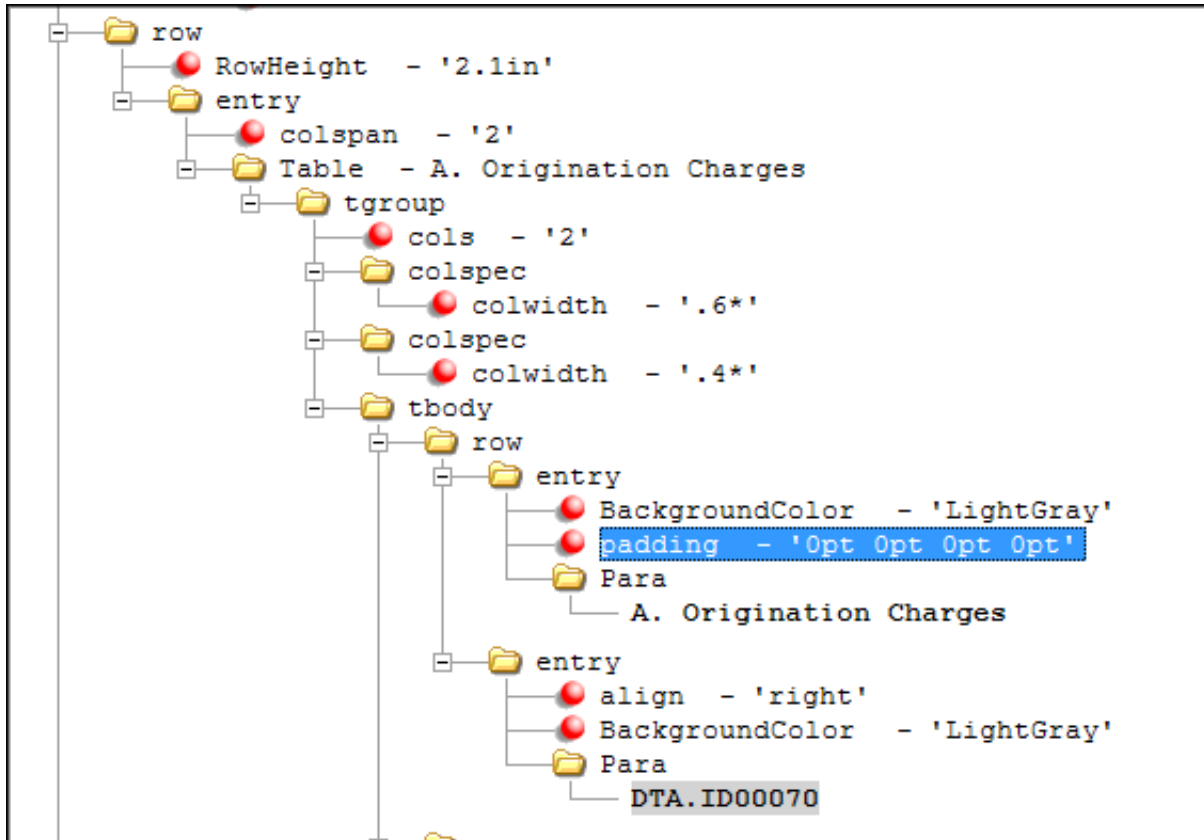 row
RowHeight - '2.1in'
entry
colspan - '2'
Table - A. Origination Charges
tgroup
cols - '2'
colspec
colwidth - '.6*'
colspec
colwidth - '.4*'
tbody
row
entry
BackgroundColor - 'LightGray'
padding - '0pt 0pt 0pt 0pt'
Para
A. Origination Charges
entry
align - 'right'
BackgroundColor - 'LightGray'
Para
DTA.ID00070